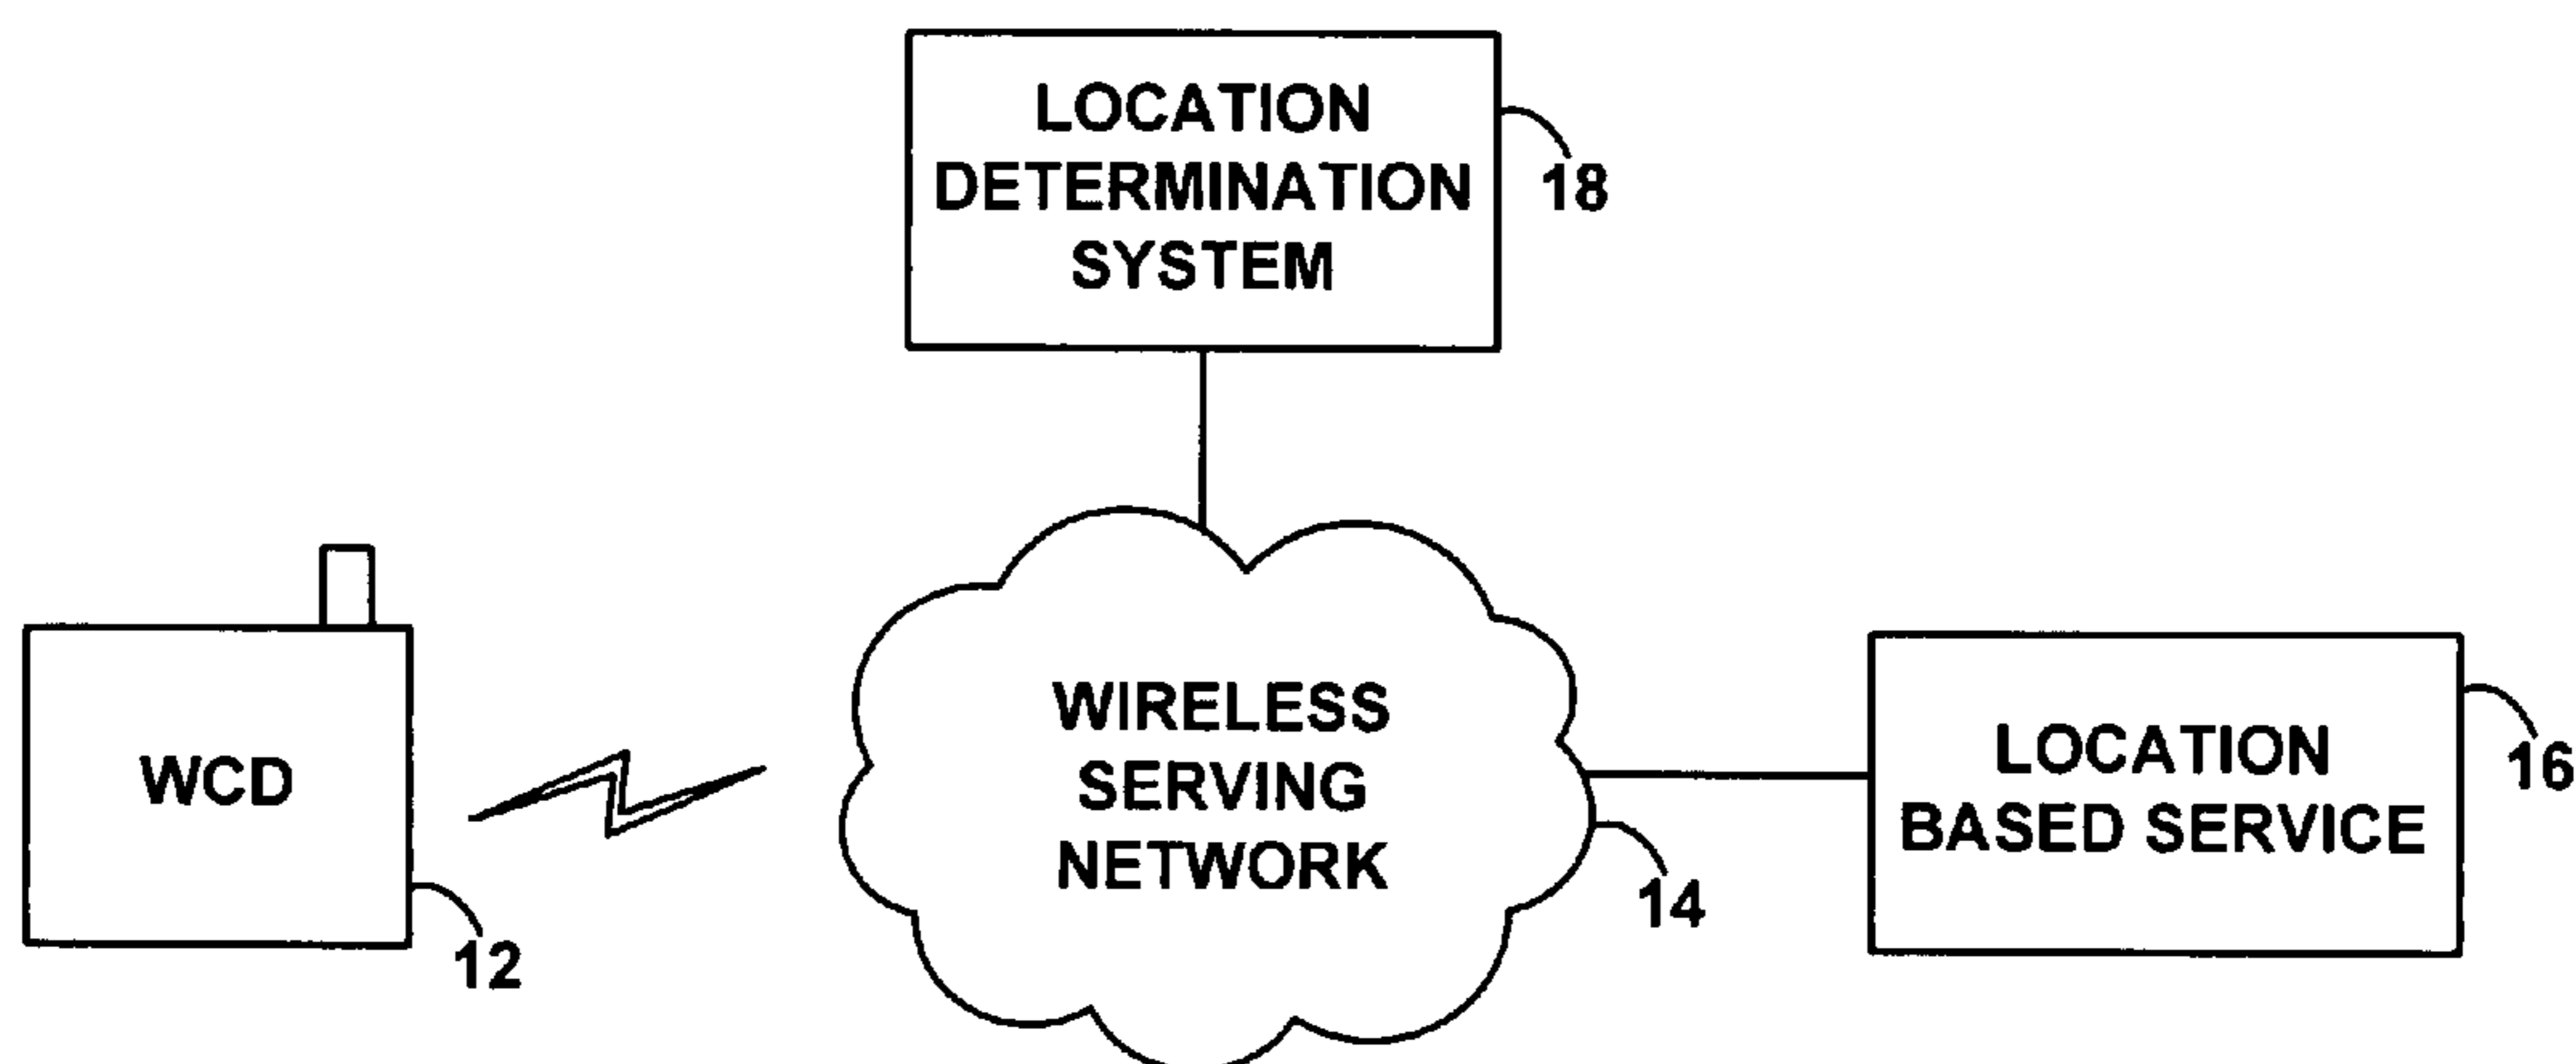 LOCATION
DETERMINATION
SYSTEM
18
WCD
12
WIRELESS
SERVING
NETWORK
14
LOCATION
BASED SERVICE
16